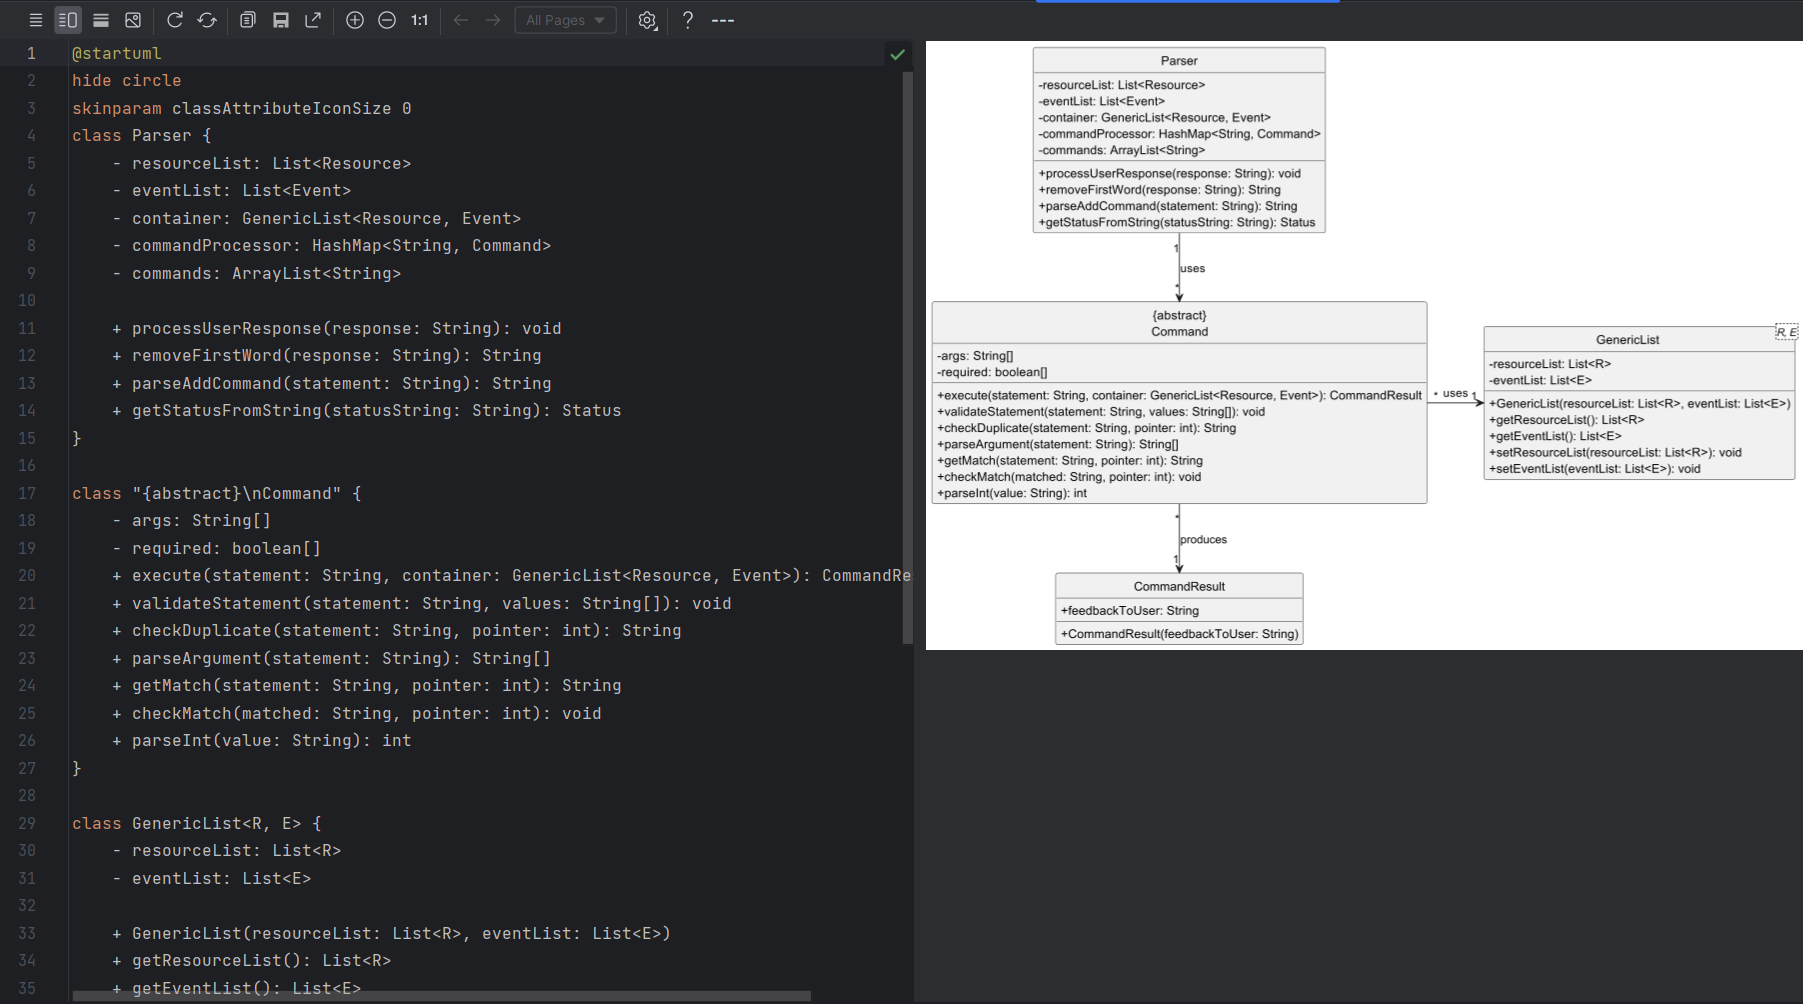 1:1
All Pages
?
1 @startuml
2 hide circle
3 skinparam classAttributeIconSize 0
4 class Parser {
5 - resourceList: List<Resource>
6 - eventList: List<Event>
7 - container: GenericList<Resource, Event>
8 - commandProcessor: HashMap<String, Command>
9 - commands: ArrayList<String>
10
11 + processUserResponse(response: String): void
12 + removeFirstWord(response: String): String
13 + parseAddCommand(statement: String): String
14 + getStatusFromString(statusString: String): Status
15 }
16
17 class "{abstract}\nCommand" {
18 - args: String[]
19 - required: boolean[]
20 + execute(statement: String, container: GenericList<Resource, Event>): CommandRe
21 + validateStatement(statement: String, values: String[]): void
22 + checkDuplicate(statement: String, pointer: int): String
23 + parseArgument(statement: String): String[]
24 + getMatch(statement: String, pointer: int): String
25 + checkMatch(matched: String, pointer: int): void
26 + parseInt(value: String): int
27 }
28
29 class GenericList<R, E> {
30 - resourceList: List<R>
31 - eventList: List<E>
32
33 + GenericList(resourceList: List<R>, eventList: List<E>)
34 + getResourceList(): List<R>
35 + getEventList(): List<E>
Parser
-resourceList: List<Resource>
-eventList: List<Event>
-container: GenericList<Resource, Event>
-commandProcessor: HashMap<String, Command>
-commands: ArrayList<String>
+processUserResponse(response: String): void
+removeFirstWord(response: String): String
+parseAddCommand(statement: String): String
+getStatusFromString(statusString: String): Status
1
uses
*
{abstract}
Command
-args: String[]
-required: boolean[]
+execute(statement: String, container: GenericList<Resource, Event>): CommandResult
+validateStatement(statement: String, values: String[]): void
+checkDuplicate(statement: String, pointer: int): String
+parseArgument(statement: String): String[]
+getMatch(statement: String, pointer: int): String
+checkMatch(matched: String, pointer: int): void
+parseInt(value: String): int
* uses 1
R, E
GenericList
-resourceList: List<R>
-eventList: List<E>
+GenericList(resourceList: List<R>, eventList: List<E>)
+getResourceList(): List<R>
+getEventList(): List<E>
+setResourceList(resourceList: List<R>): void
+setEventList(eventList: List<E>): void
*
produces
1
CommandResult
+feedbackToUser: String
+CommandResult(feedbackToUser: String)